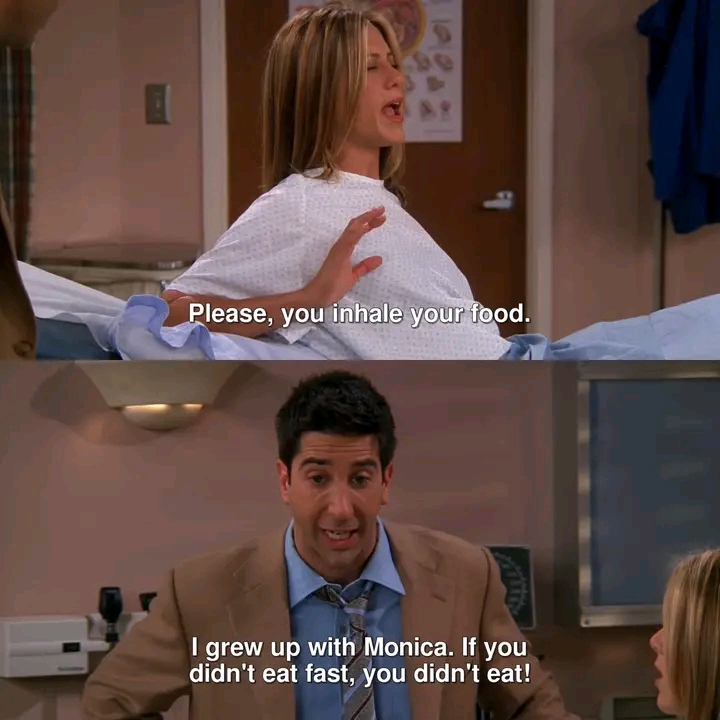 Please, you inhale your food.
I grew up with Monica. If you
didn't eat fast, you didn't eat!